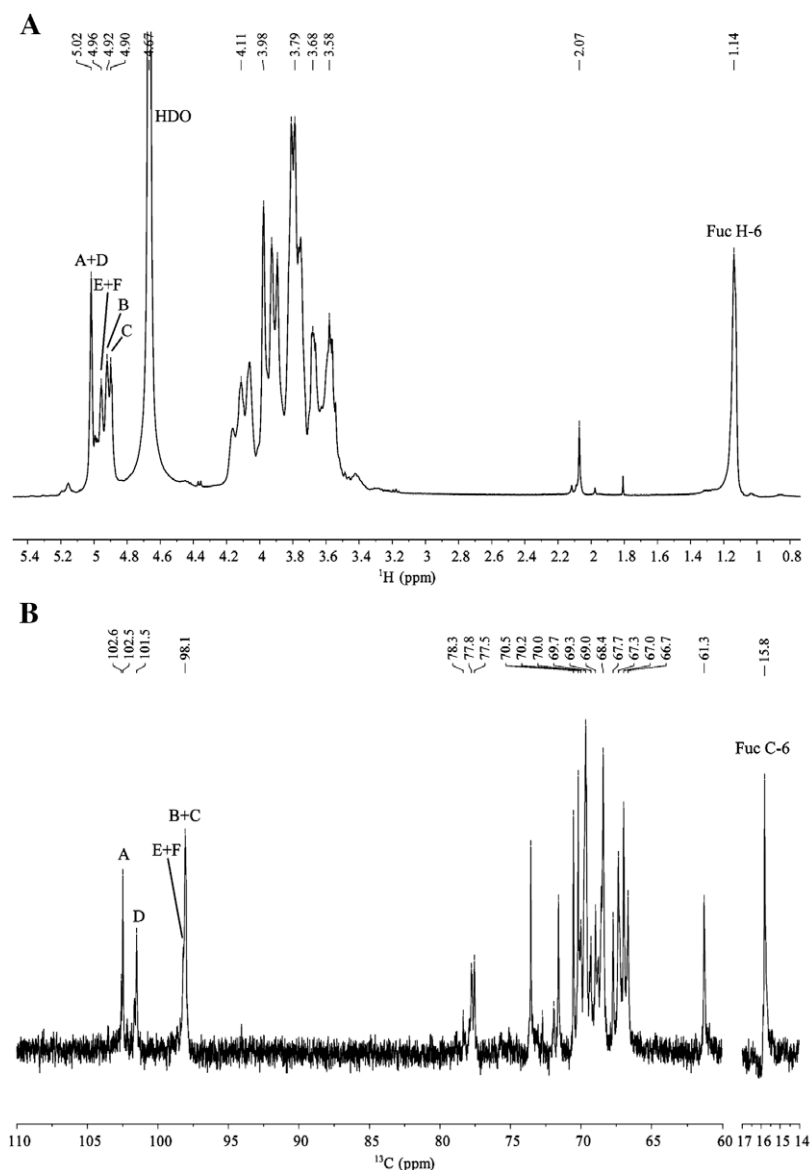 A
5.02 4.96 4.92 4.90 4.67 4.11 3.98 3.79 3.68 3.58 2.07 1.14
HDO
Fuc H-6
A+D
E+F
B
C
5.4 5.2 5 4.8 4.6 4.4 4.2 4 3.8 3.6 3.4 3.2 3 2.8 2.6 2.4 2.2 2 1.8 1.6 1.4 1.2 1 0.8
¹H (ppm)
B
102.6 102.5 101.5 98.1 78.3 77.8 77.5 70.5 70.2 70.0 69.7 69.3 69.0 68.4 67.7 67.3 67.0 66.7 61.3 15.8
Fuc C-6
B+C
E+F
A
D
110 105 100 95 90 85 80 75 70 65 60 17 16 15 14
¹³C (ppm)